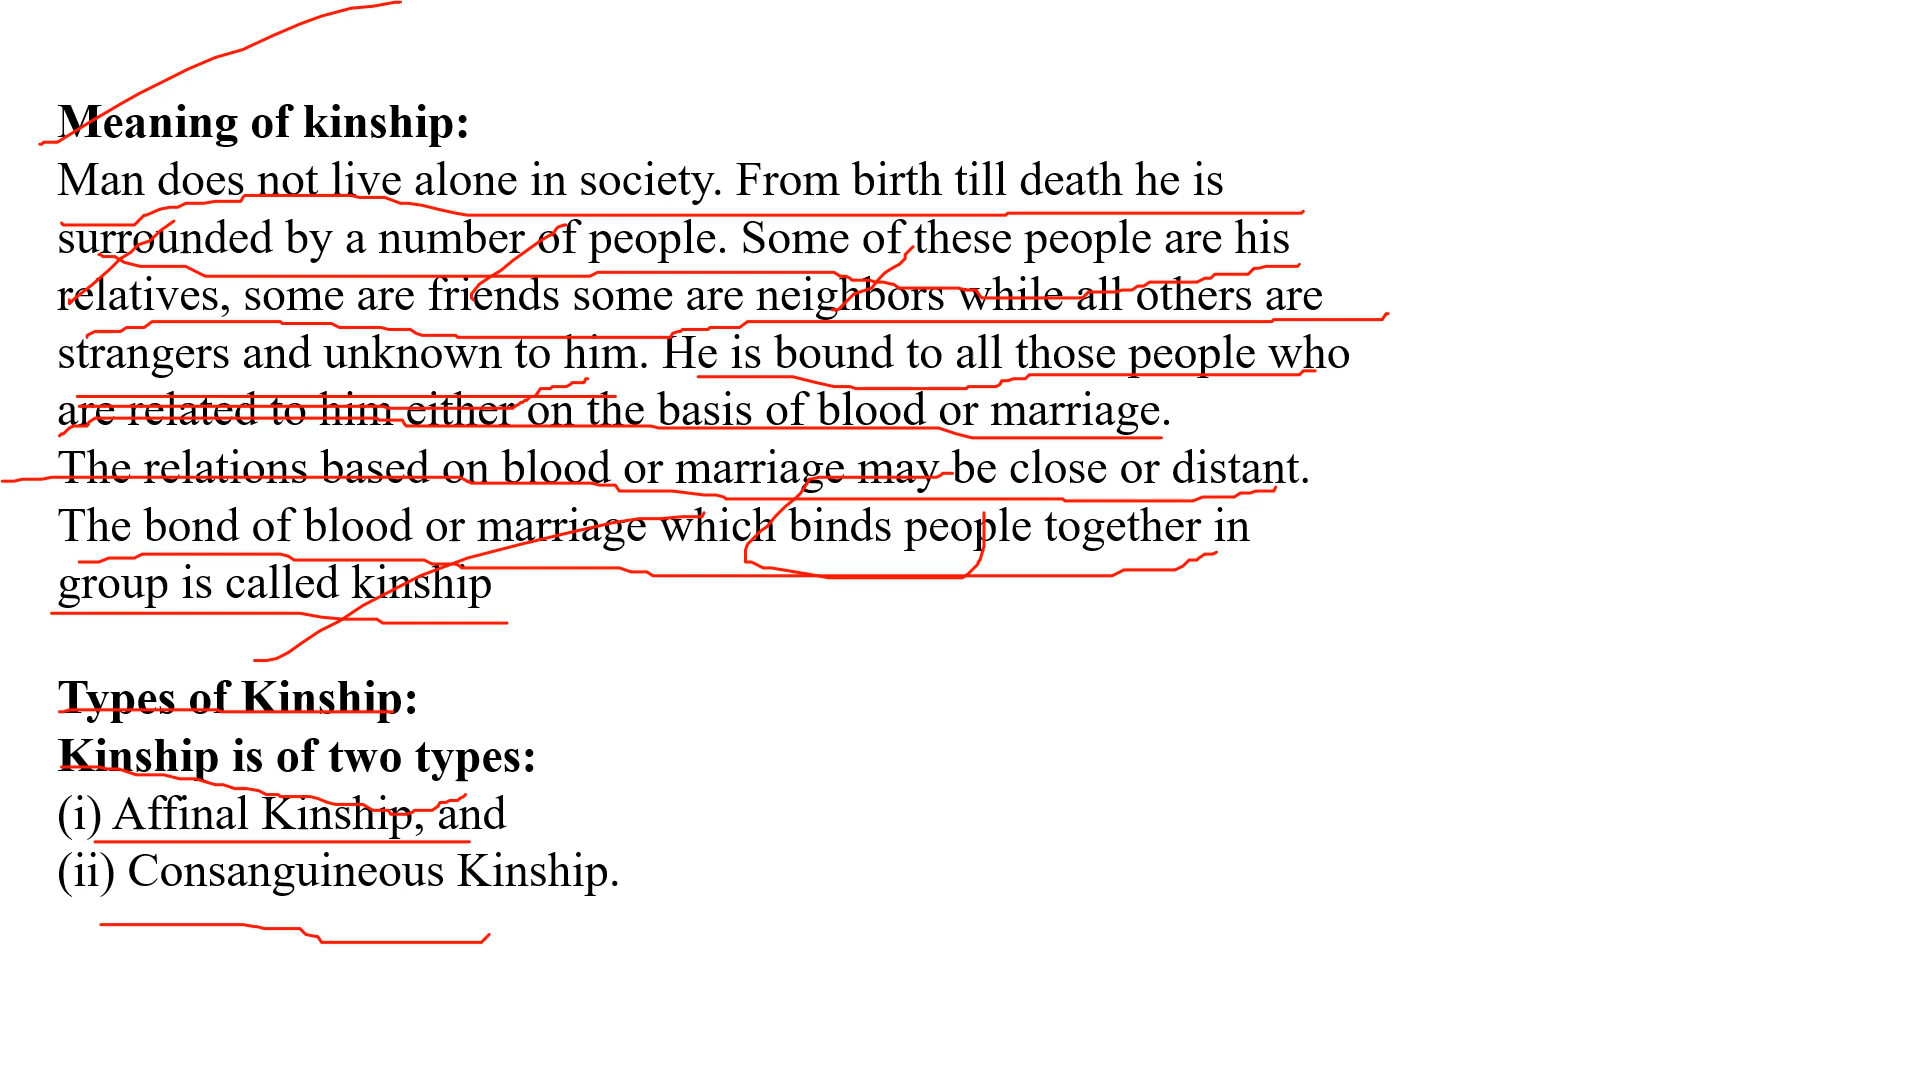 Meaning of kinship:
Man does not live alone in society. From birth till death he is
surrounded by a number of people. Some of these people are his
relatives, some are friends some are neighbors while all others are
strangers and unknown to him. He is bound to all those people who
are related to him either on the basis of blood or marriage.
The relations based on blood or marriage may be close or distant.
The bond of blood or marriage which binds people together in
group is called kinship
Types of Kinship:
Kinship is of two types:
(i) Affinal Kinship, and
(ii) Consanguineous Kinship.